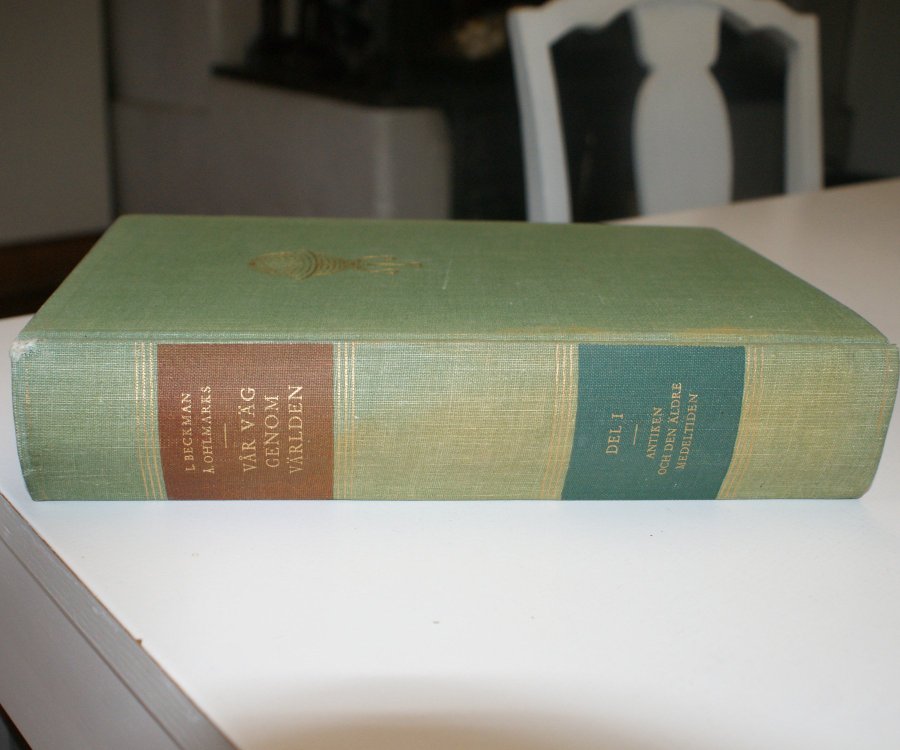 L. BECKMAN
Å. OHLMARKS
VÅR VÄG
GENOM
VÄRLDEN
DEL I
ANTIKEN
OCH DEN ÄLDRE
MEDELTIDEN